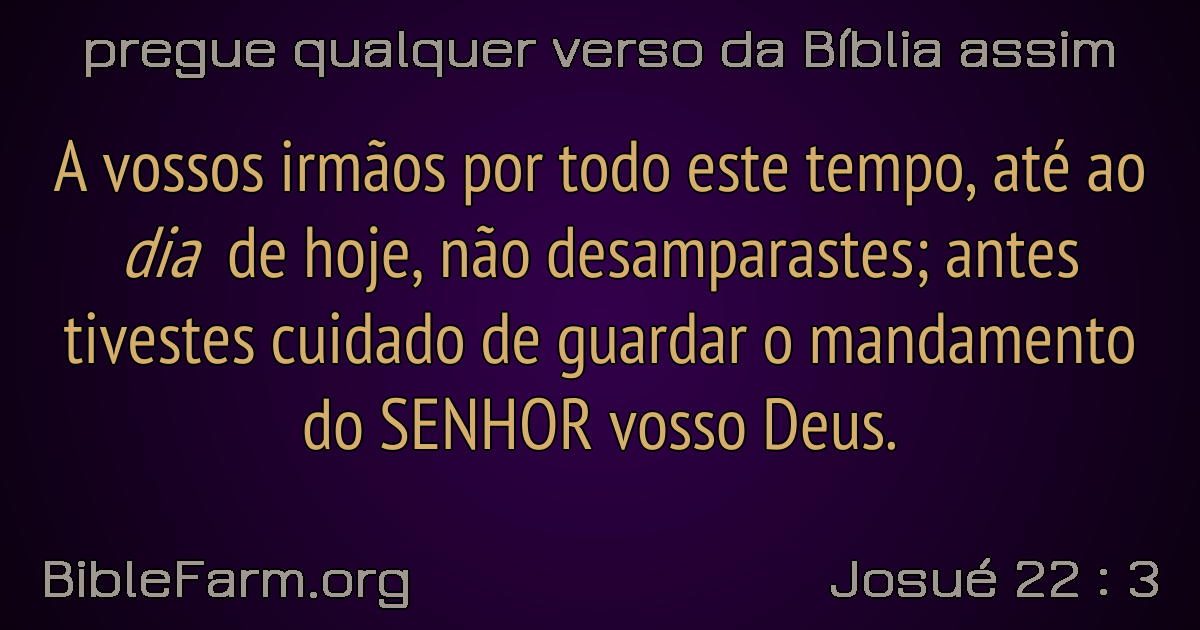 pregue qualquer verso da Bíblia assim
A vossos irmãos por todo este tempo, até ao
dia de hoje, não desamparastes; antes
tivestes cuidado de guardar o mandamento
do SENHOR vosso Deus.
BibleFarm.org
Josué 22 : 3